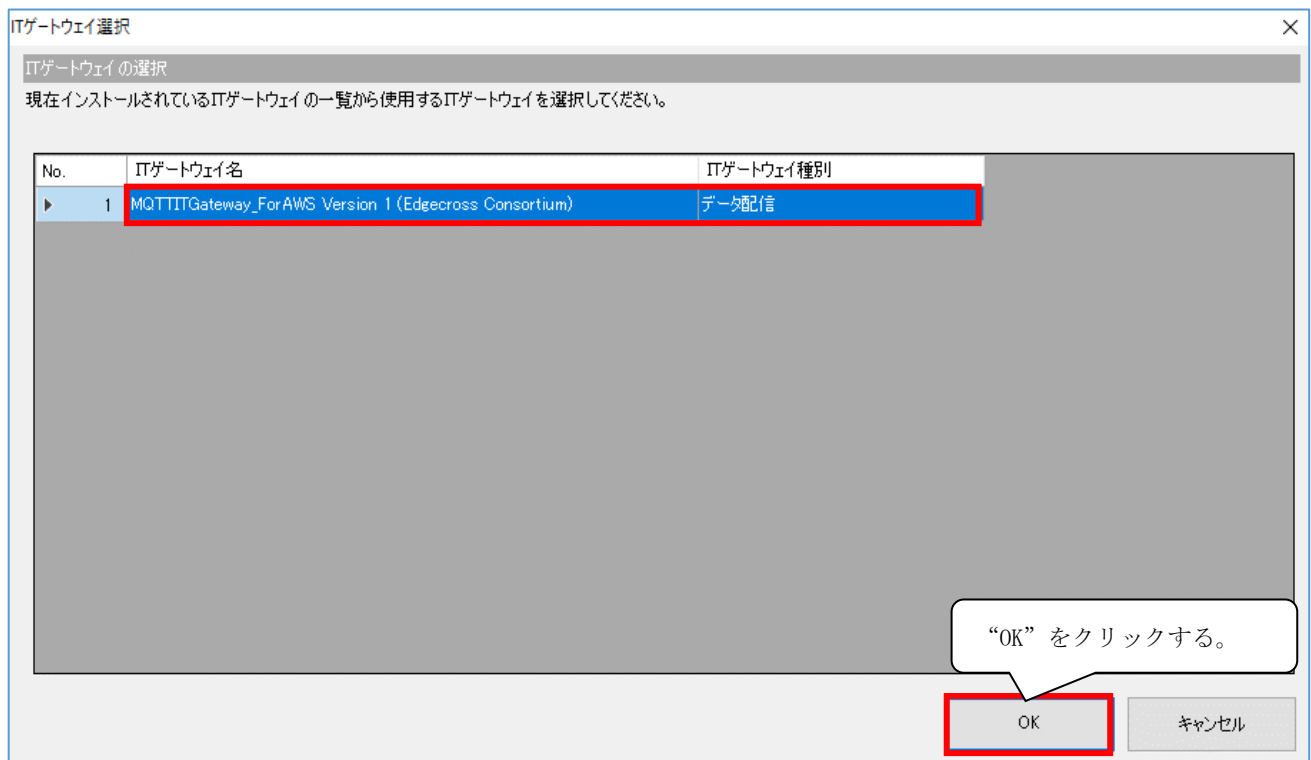 ITゲートウェイ選択
ITゲートウェイの選択
現在インストールされているITゲートウェイの一覧から使用するITゲートウェイを選択してください。
No. ITゲートウェイ名 ITゲートウェイ種別
1 MQTTITGateway_ForAWS Version 1 (Edgecross Consortium) データ配信
“OK”をクリックする。
OK キャンセル